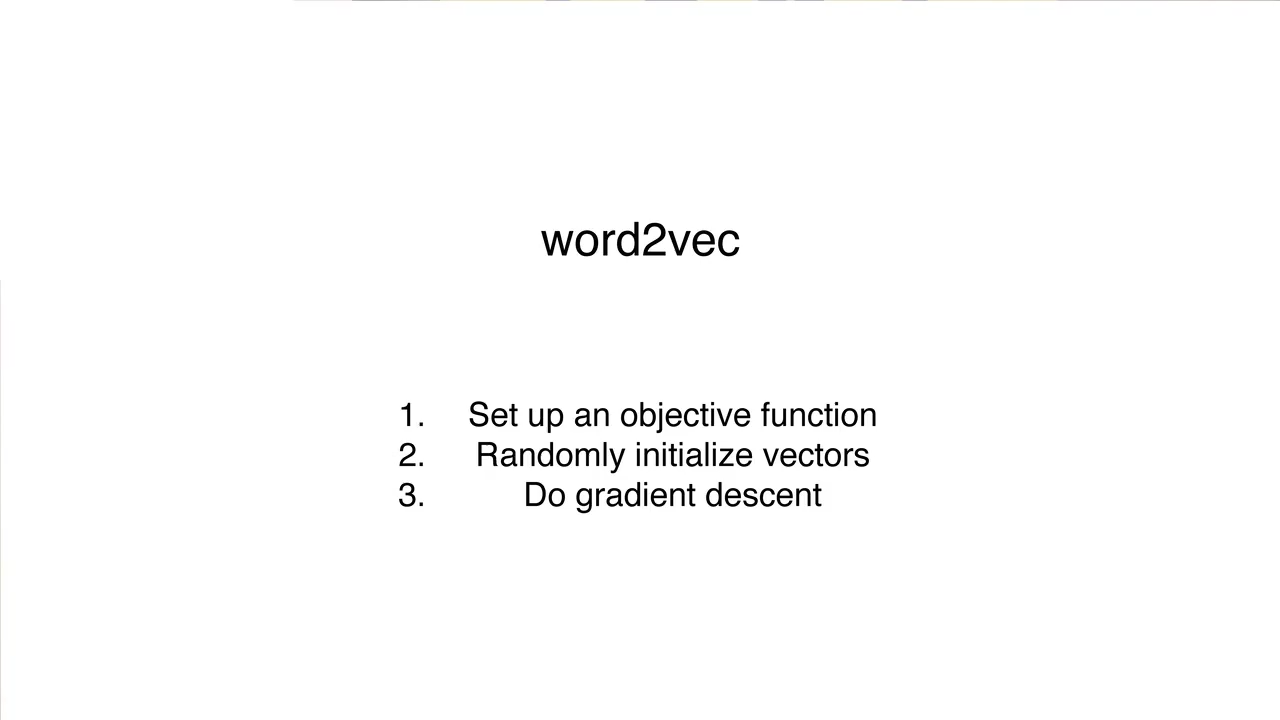 word2vec
1. Set up an objective function
2. Randomly initialize vectors
3. Do gradient descent